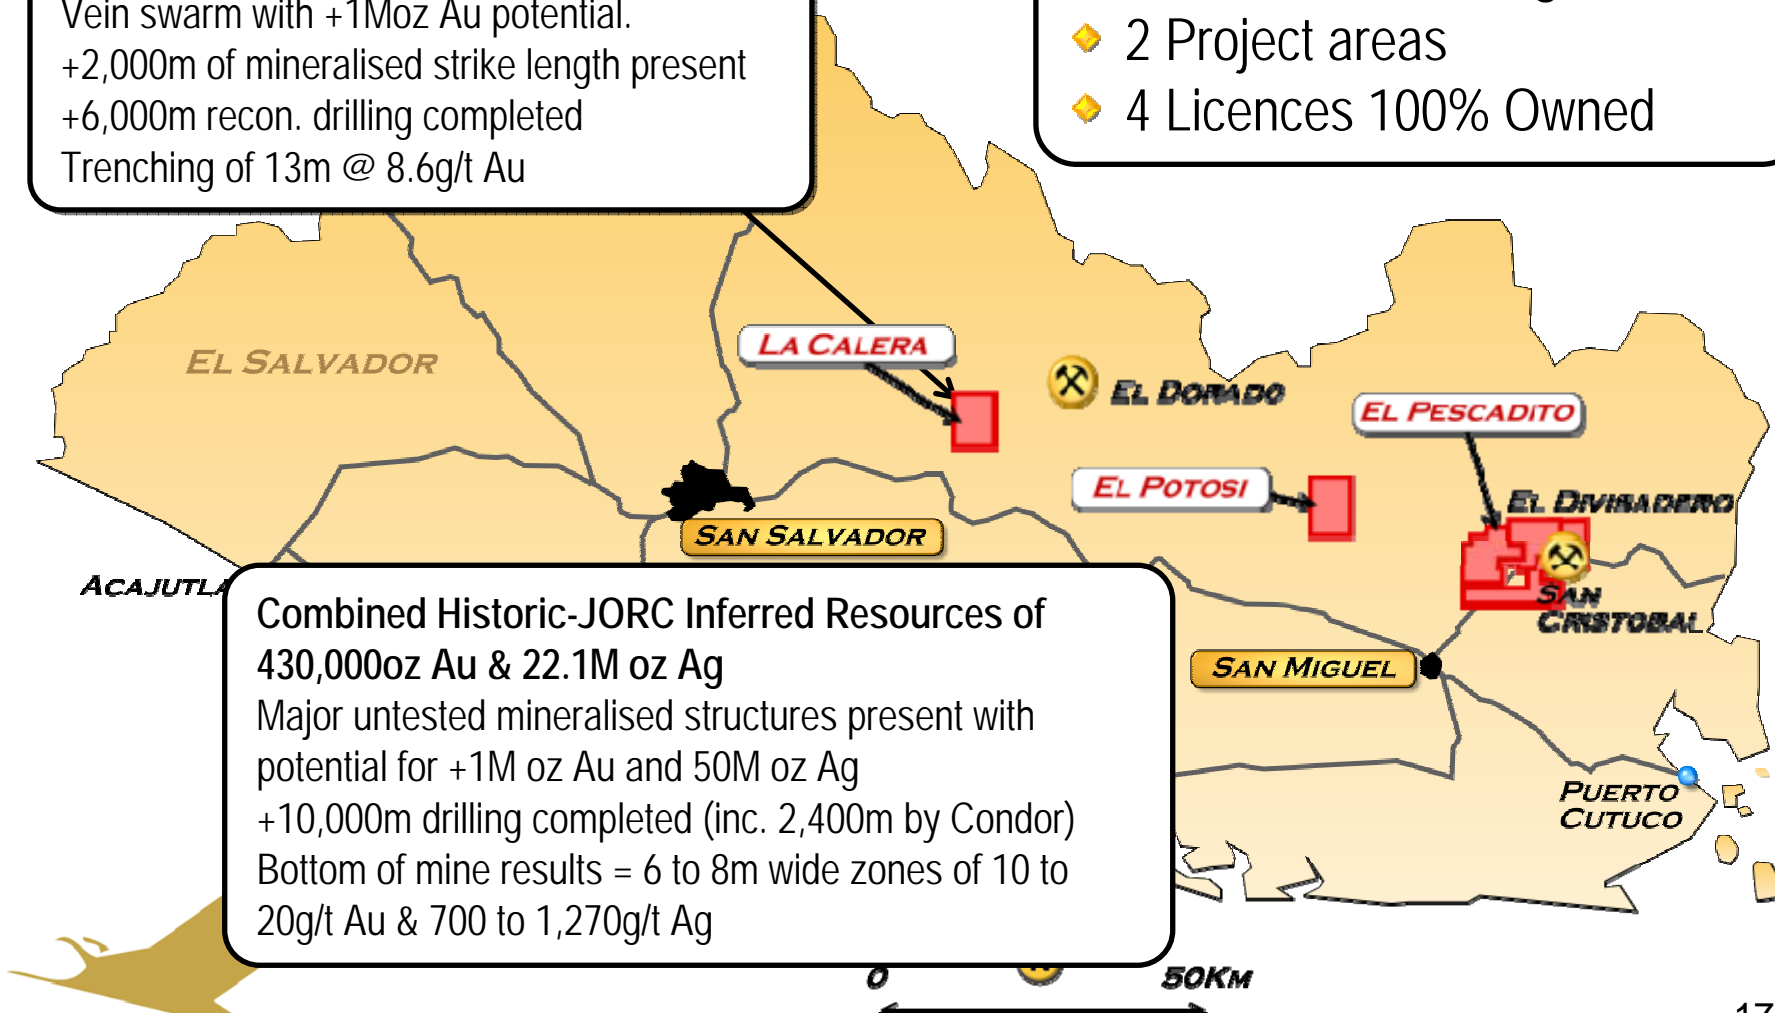 Vein swarm with +1Moz Au potential.
+2,000m of mineralised strike length present
+6,000m recon. drilling completed
Trenching of 13m @ 8.6g/t Au
2 Project areas
4 Licences 100% Owned
EL SALVADOR
LA CALERA
EL DORADO
EL PESCADITO
EL POTOSI
EL DIVISADERO
SAN SALVADOR
SAN
CRISTOBAL
ACAJUTLA
SAN MIGUEL
PUERTO
CUTUCO
Combined Historic-JORC Inferred Resources of
430,000oz Au & 22.1M oz Ag
Major untested mineralised structures present with
potential for +1M oz Au and 50M oz Ag
+10,000m drilling completed (inc. 2,400m by Condor)
Bottom of mine results = 6 to 8m wide zones of 10 to
20g/t Au & 700 to 1,270g/t Ag
0 50KM
17